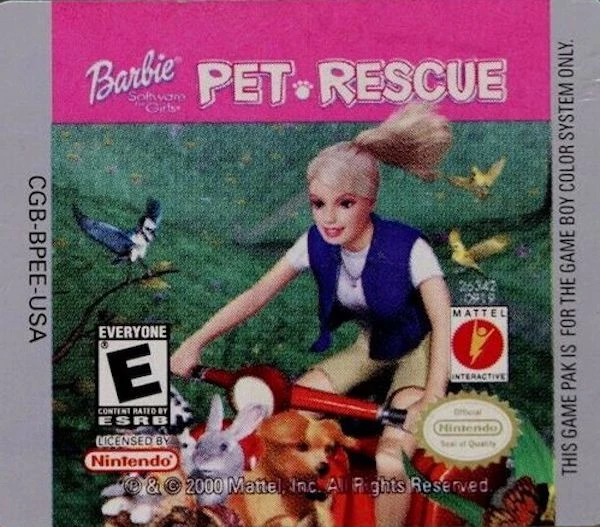 Barbie
Software
for Girls
PET RESCUE
CGB-BPEE-USA
THIS GAME PAK IS FOR THE GAME BOY COLOR SYSTEM ONLY.
26342
0919
MATTEL
INTERACTIVE
EVERYONE
E
CONTENT RATED BY
ESRB
LICENSED BY
Nintendo®
Official
Nintendo
Seal of Quality
℗ & © 2000 Mattel, Inc. All Rights Reserved.